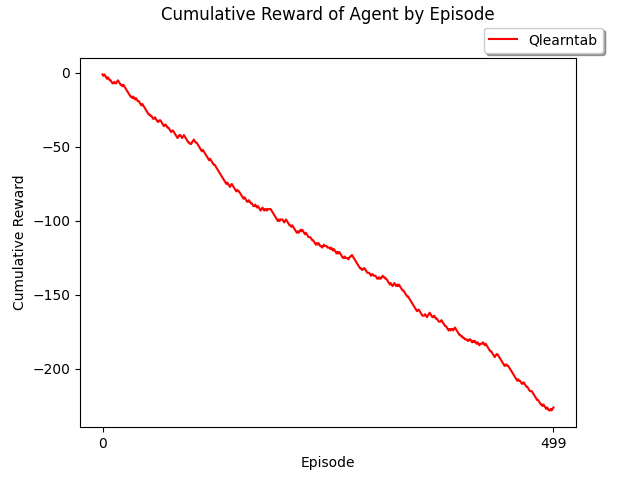 Cumulative Reward of Agent by Episode
Qlearntab
0
−50
−100
−150
−200
Cumulative Reward
0 499
Episode